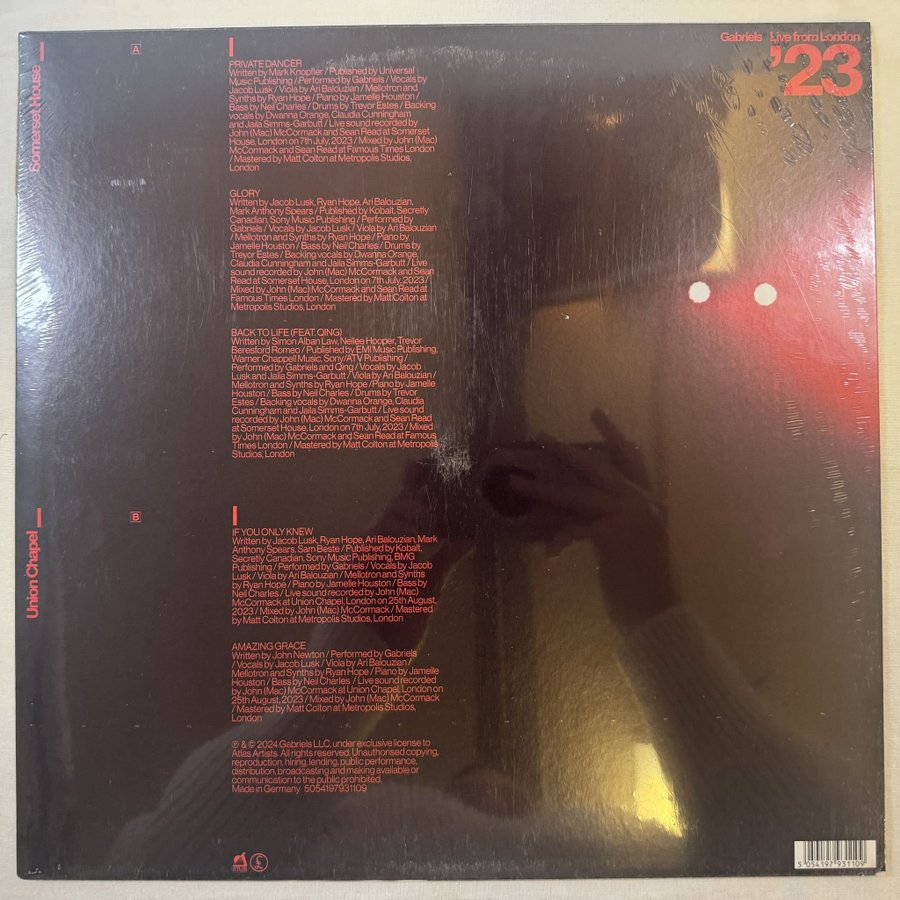 Gabriels Live from London
'23
Somerset House
A
PRIVATE DANCER
Written by Mark Knopfler / Published by Universal
Music Publishing / Performed by Gabriels / Vocals by
Jacob Lusk / Viola by Ari Balouzian / Mellotron and
Synths by Ryan Hope / Piano by Jamelle Houston /
Bass by Neil Charles / Drums by Trevor Estes / Backing
vocals by Dwanna Orange, Claudia Cunningham
and Jaila Simms-Garbutt / Live sound recorded by
John (Mac) McCormack and Sean Read at Somerset
House, London on 7th July, 2023 / Mixed by John (Mac)
McCormack and Sean Read at Famous Times London
/ Mastered by Matt Colton at Metropolis Studios,
London
GLORY
Written by Jacob Lusk, Ryan Hope, Ari Balouzian,
Mark Anthony Spears / Published by Kobalt, Secretly
Canadian, Sony Music Publishing / Performed by
Gabriels / Vocals by Jacob Lusk / Viola by Ari Balouzian
/ Mellotron and Synths by Ryan Hope / Piano by
Jamelle Houston / Bass by Neil Charles / Drums by
Trevor Estes / Backing vocals by Dwanna Orange,
Claudia Cunningham and Jaila Simms-Garbutt / Live
sound recorded by John (Mac) McCormack and Sean
Read at Somerset House, London on 7th July, 2023 /
Mixed by John (Mac) McCormack and Sean Read at
Famous Times London / Mastered by Matt Colton at
Metropolis Studios, London
BACK TO LIFE (FEAT. QING)
Written by Simon Alban Law, Nellee Hooper, Trevor
Beresford Romeo / Published by EMI Music Publishing,
Warner Chappell Music, Sony/ATV Publishing /
Performed by Gabriels and Qing / Vocals by Jacob
Lusk and Jaila Simms-Garbutt / Viola by Ari Balouzian /
Mellotron and Synths by Ryan Hope / Piano by Jamelle
Houston / Bass by Neil Charles / Drums by Trevor
Estes / Backing vocals by Dwanna Orange, Claudia
Cunningham and Jaila Simms-Garbutt / Live sound
recorded by John (Mac) McCormack and Sean Read
at Somerset House, London on 7th July, 2023 / Mixed
by John (Mac) McCormack and Sean Read at Famous
Times London / Mastered by Matt Colton at Metropolis
Studios, London
Union Chapel
B
IF YOU ONLY KNEW
Written by Jacob Lusk, Ryan Hope, Ari Balouzian, Mark
Anthony Spears, Sam Beste / Published by Kobalt,
Secretly Canadian, Sony Music Publishing, BMG
Publishing / Performed by Gabriels / Vocals by Jacob
Lusk / Viola by Ari Balouzian / Mellotron and Synths
by Ryan Hope / Piano by Jamelle Houston / Bass by
Neil Charles / Live sound recorded by John (Mac)
McCormack at Union Chapel, London on 25th August,
2023 / Mixed by John (Mac) McCormack / Mastered
by Matt Colton at Metropolis Studios, London
AMAZING GRACE
Written by John Newton / Performed by Gabriels
/ Vocals by Jacob Lusk / Viola by Ari Balouzian /
Mellotron and Synths by Ryan Hope / Piano by Jamelle
Houston / Bass by Neil Charles / Live sound recorded
by John (Mac) McCormack at Union Chapel, London on
25th August, 2023 / Mixed by John (Mac) McCormack
/ Mastered by Matt Colton at Metropolis Studios,
London
℗ & © 2024 Gabriels LLC, under exclusive license to
Atlas Artists. All rights reserved. Unauthorised copying,
reproduction, hiring, lending, public performance,
distribution, broadcasting and making available or
communication to the public prohibited.
Made in Germany 5054197931109
5 054197 931109